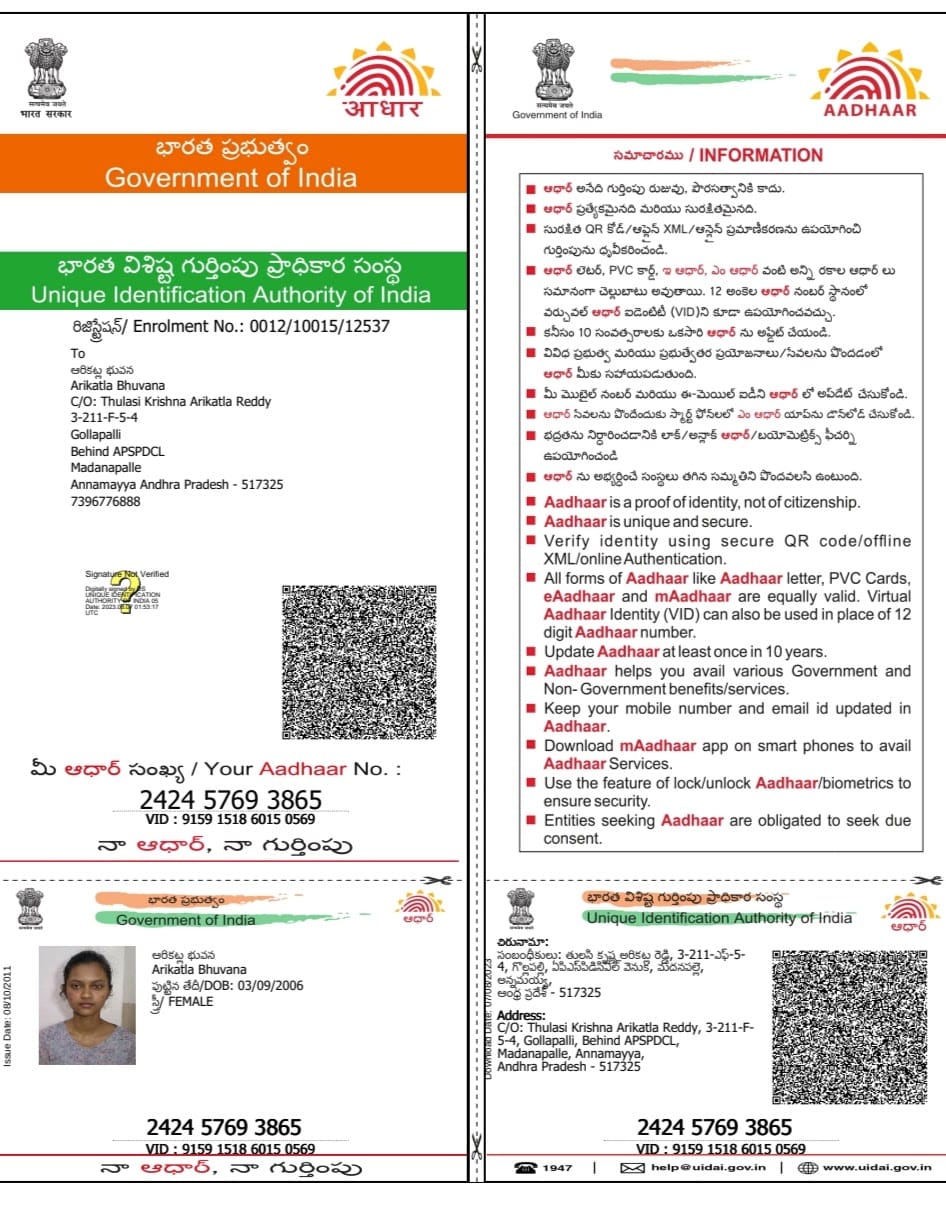 सत्यमेव जयते
भारत सरकार
आधार
భారత ప్రభుత్వం
Government of India
భారత విశిష్ట గుర్తింపు ప్రాధికార సంస్థ
Unique Identification Authority of India
రిజిస్ట్రేషన్/ Enrolment No.: 0012/10015/12537
To
అరికట్ల భువన
Arikatla Bhuvana
C/O: Thulasi Krishna Arikatla Reddy
3-211-F-5-4
Gollapalli
Behind APSPDCL
Madanapalle
Annamayya Andhra Pradesh - 517325
7396776888
Signature Not Verified
Digitally signed by DS
UNIQUE IDENTIFICATION
AUTHORITY OF INDIA 05
Date: 2023.08.07 01:53:17
UTC
మీ ఆధార్ సంఖ్య / Your Aadhaar No. :
2424 5769 3865
VID : 9159 1518 6015 0569
నా ఆధార్, నా గుర్తింపు
सत्यमेव जयते
Government of India
AADHAAR
సమాచారము / INFORMATION
ఆధార్ అనేది గుర్తింపు రుజువు, పౌరసత్వానికి కాదు.
ఆధార్ ప్రత్యేకమైనది మరియు సురక్షితమైనది.
సురక్షిత QR కోడ్/ఆఫ్లైన్ XML/ఆన్లైన్ ప్రమాణీకరణను ఉపయోగించి
గుర్తింపును ధృవీకరించండి.
ఆధార్ లెటర్, PVC కార్డ్, ఇ ఆధార్, ఎం ఆధార్ వంటి అన్ని రకాల ఆధార్ లు
సమానంగా చెల్లుబాటు అవుతాయి. 12 అంకెల ఆధార్ నంబర్ స్థానంలో
వర్చువల్ ఆధార్ ఐడెంటిటీ (VID)ని కూడా ఉపయోగించవచ్చు.
కనీసం 10 సంవత్సరాలకు ఒకసారి ఆధార్ ను అప్డేట్ చేయండి.
వివిధ ప్రభుత్వ మరియు ప్రభుత్వేతర ప్రయోజనాలు/సేవలను పొందడంలో
ఆధార్ మీకు సహాయపడుతుంది.
మీ మొబైల్ నంబర్ మరియు ఈ-మెయిల్ ఐడీని ఆధార్ లో అప్‌డేట్ చేసుకోండి.
ఆధార్ సేవలను పొందేందుకు స్మార్ట్ ఫోన్‌లలో ఎం ఆధార్ యాప్‌ను డౌన్‌లోడ్ చేసుకోండి.
భద్రతను నిర్ధారించడానికి లాక్/అన్లాక్ ఆధార్/బయోమెట్రిక్స్ ఫీచర్ని
ఉపయోగించండి
ఆధార్ ను అభ్యర్థించే సంస్థలు తగిన సమ్మతిని పొందవలసి ఉంటుంది.
Aadhaar is a proof of identity, not of citizenship.
Aadhaar is unique and secure.
Verify identity using secure QR code/offline
XML/online Authentication.
All forms of Aadhaar like Aadhaar letter, PVC Cards,
eAadhaar and mAadhaar are equally valid. Virtual
Aadhaar Identity (VID) can also be used in place of 12
digit Aadhaar number.
Update Aadhaar at least once in 10 years.
Aadhaar helps you avail various Government and
Non- Government benefits/services.
Keep your mobile number and email id updated in
Aadhaar.
Download mAadhaar app on smart phones to avail
Aadhaar Services.
Use the feature of lock/unlock Aadhaar/biometrics to
ensure security.
Entities seeking Aadhaar are obligated to seek due
consent.
भारत ప్రభుత్వం
Government of India
ఆధార్
Issue Date: 08/10/2011
అరికట్ల భువన
Arikatla Bhuvana
పుట్టిన తేదీ/DOB: 03/09/2006
స్త్రీ/ FEMALE
2424 5769 3865
VID : 9159 1518 6015 0569
నా ఆధార్, నా గుర్తింపు
భారత విశిష్ట గుర్తింపు ప్రాధికార సంస్థ
Unique Identification Authority of India
ఆధార్
Download Date: 07/08/2023
చిరునామా:
సంబంధీకులు: తులసి కృష్ణ అరికట్ల రెడ్డి, 3-211-ఎఫ్-5-
4, గొల్లపల్లి, ఏపిఎస్‌పిడిసిఎల్ వెనుక, మదనపల్లె,
అన్నమయ్య,
ఆంధ్ర ప్రదేశ్ - 517325
Address:
C/O: Thulasi Krishna Arikatla Reddy, 3-211-F-
5-4, Gollapalli, Behind APSPDCL,
Madanapalle, Annamayya,
Andhra Pradesh - 517325
2424 5769 3865
VID : 9159 1518 6015 0569
1947 | help@uidai.gov.in | www.uidai.gov.in